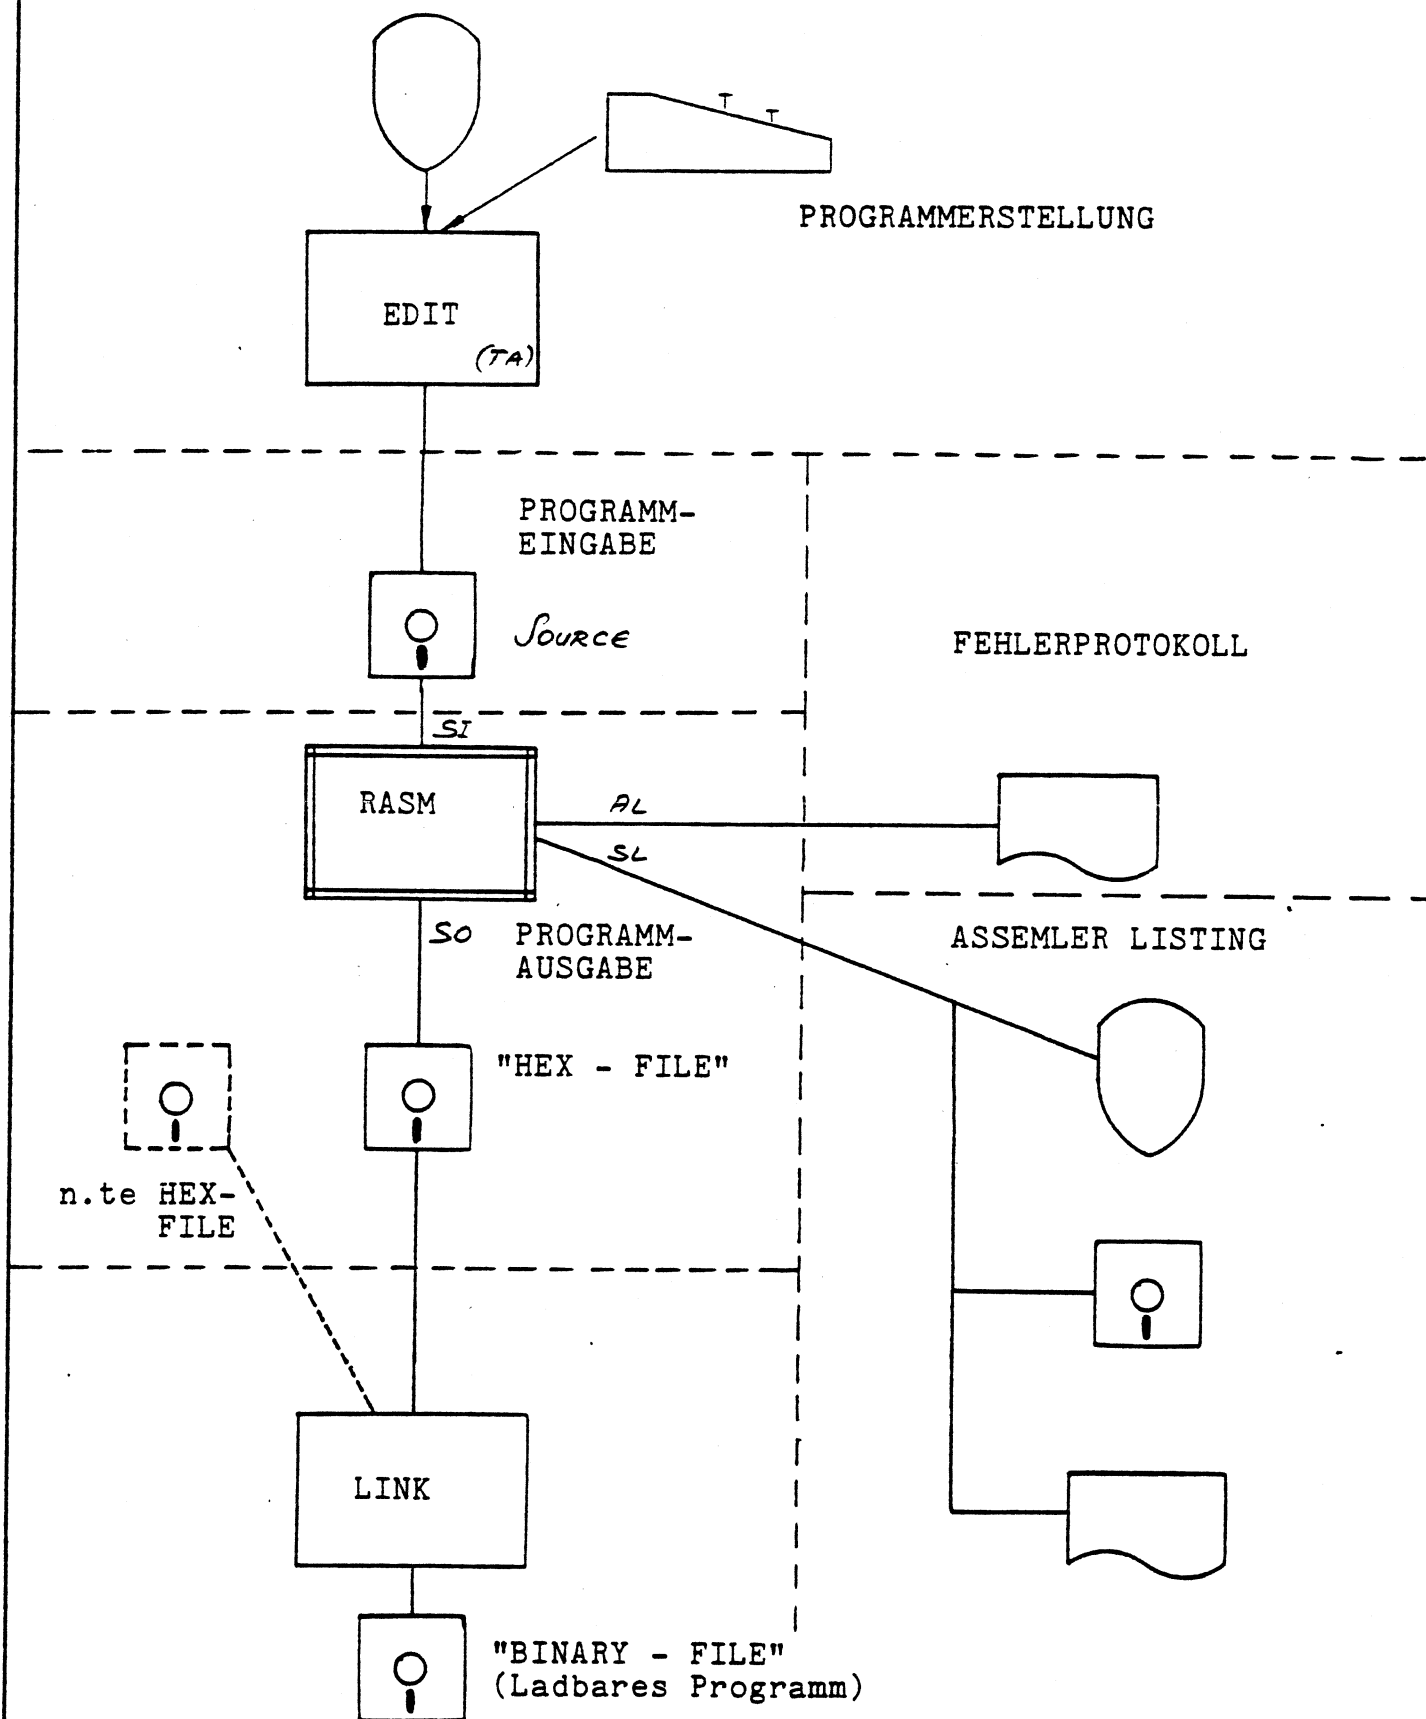 PROGRAMMERSTELLUNG
EDIT
(TA)
PROGRAMM-
EINGABE
SOURCE
FEHLERPROTOKOLL
SI
RASM
AL
SL
SO
PROGRAMM-
AUSGABE
ASSEMLER LISTING
"HEX - FILE"
n.te HEX-
FILE
LINK
"BINARY - FILE"
(Ladbares Programm)